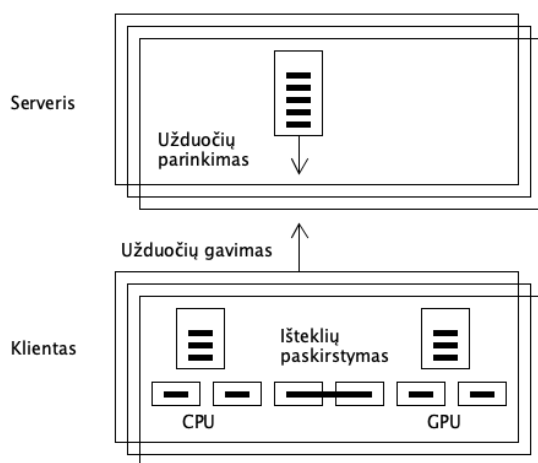 Serveris
Užduočių
parinkimas
Užduočių gavimas
Klientas
Išteklių
paskirstymas
CPU
GPU